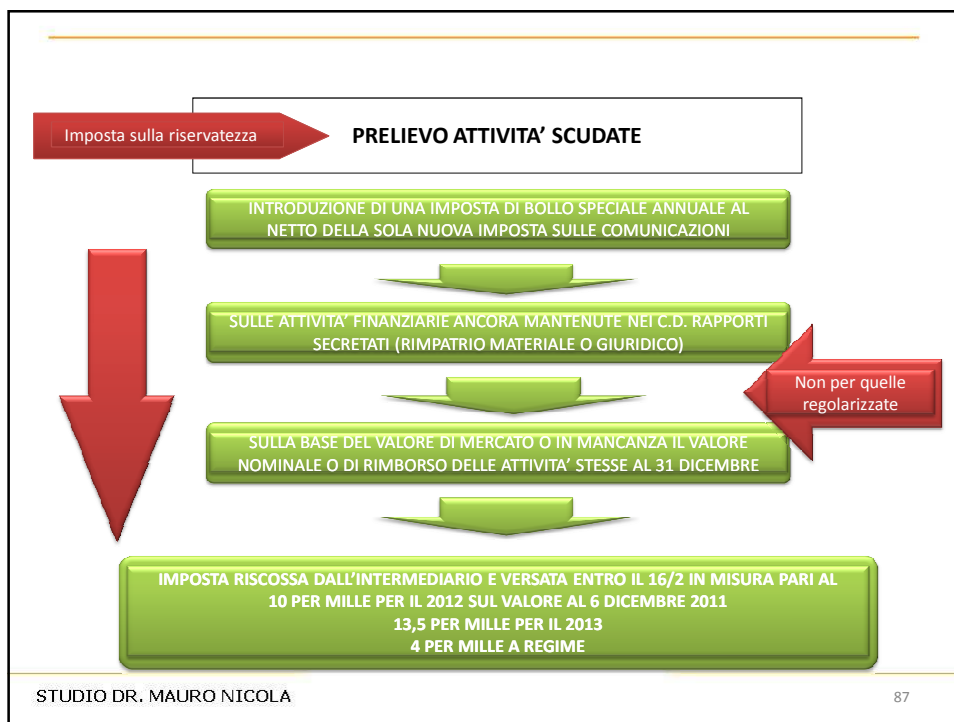 Imposta sulla riservatezza
PRELIEVO ATTIVITA' SCUDATE
INTRODUZIONE DI UNA IMPOSTA DI BOLLO SPECIALE ANNUALE AL
NETTO DELLA SOLA NUOVA IMPOSTA SULLE COMUNICAZIONI
SULLE ATTIVITA' FINANZIARIE ANCORA MANTENUTE NEI C.D. RAPPORTI
SECRETATI (RIMPATRIO MATERIALE O GIURIDICO)
Non per quelle
regolarizzate
SULLA BASE DEL VALORE DI MERCATO O IN MANCANZA IL VALORE
NOMINALE O DI RIMBORSO DELLE ATTIVITA' STESSE AL 31 DICEMBRE
IMPOSTA RISCOSSA DALL'INTERMEDIARIO E VERSATA ENTRO IL 16/2 IN MISURA PARI AL
10 PER MILLE PER IL 2012 SUL VALORE AL 6 DICEMBRE 2011
13,5 PER MILLE PER IL 2013
4 PER MILLE A REGIME
STUDIO DR. MAURO NICOLA
87